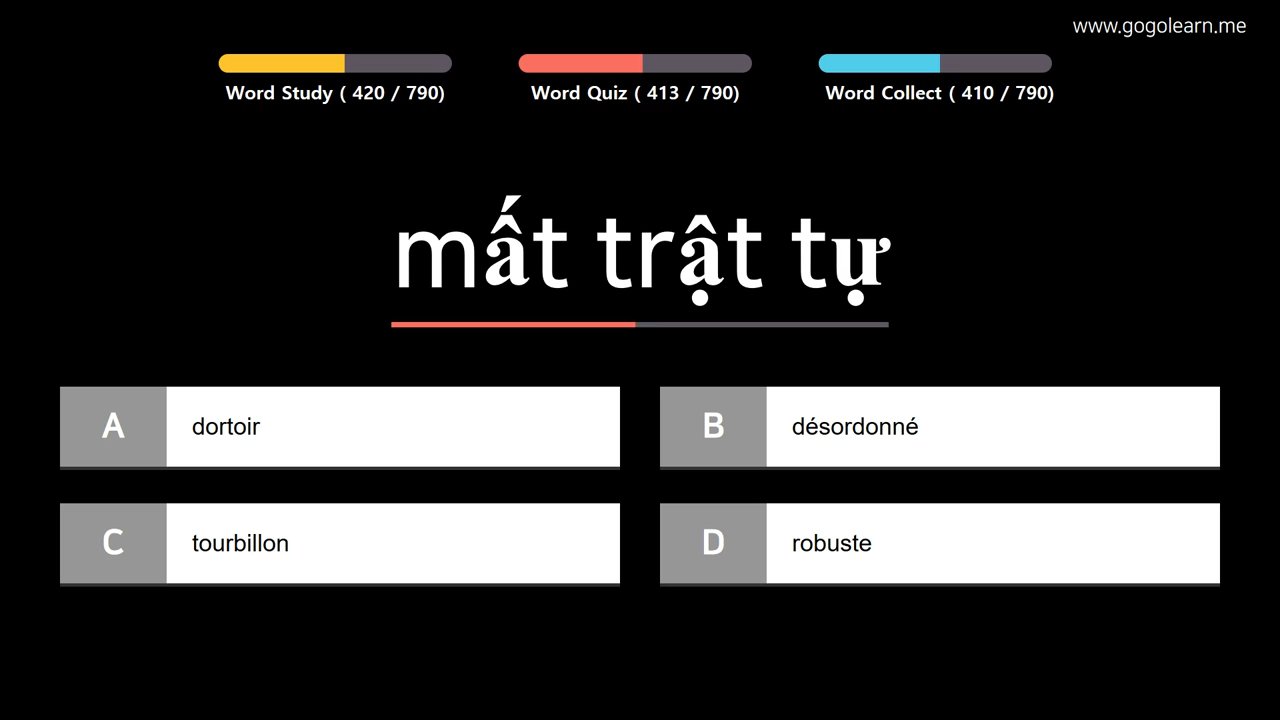 www.gogolearn.me
Word Study ( 420 / 790)
Word Quiz ( 413 / 790)
Word Collect ( 410 / 790)
mất trật tự
A dortoir
B désordonné
C tourbillon
D robuste